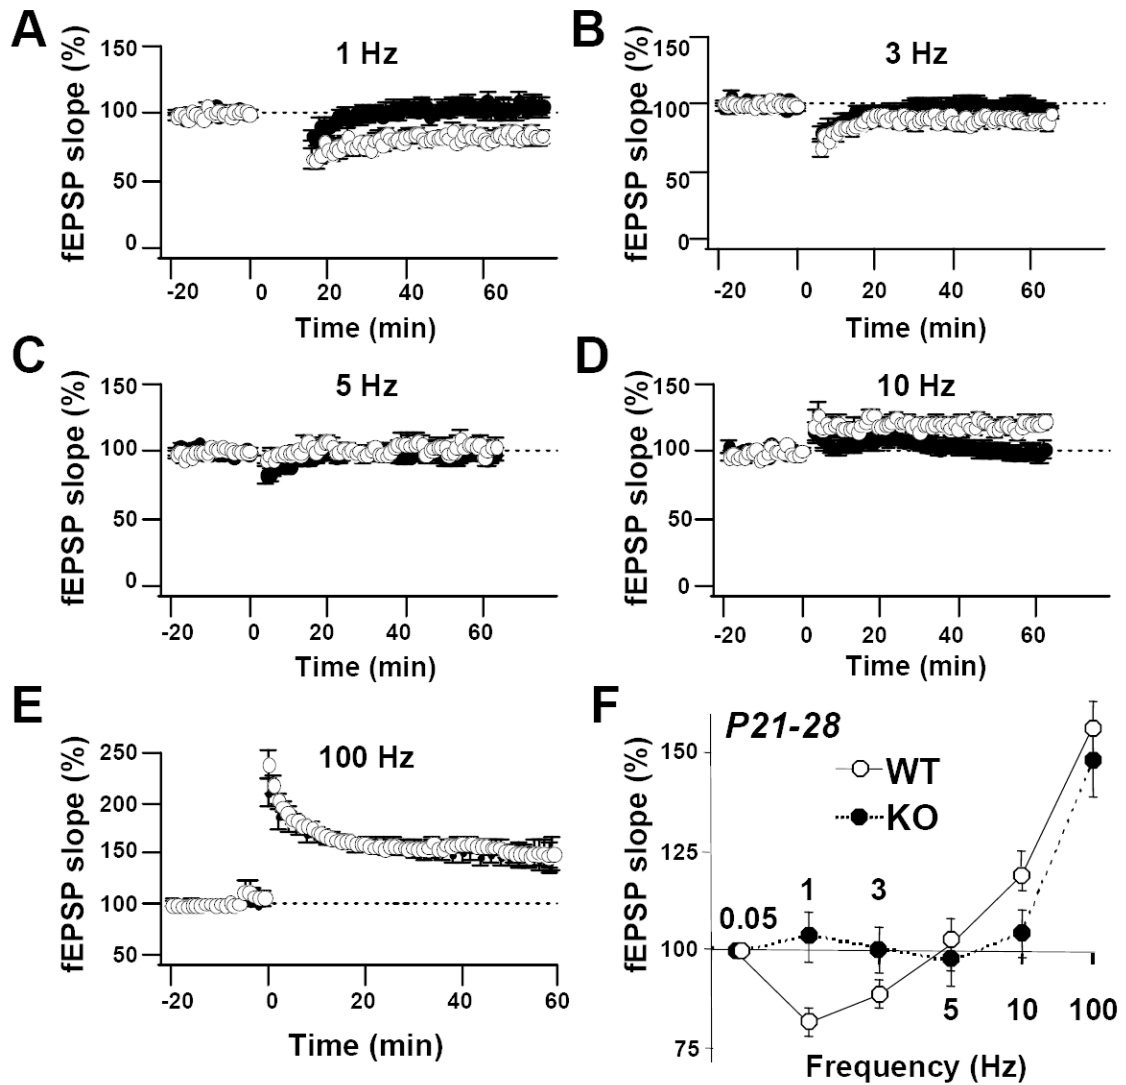 A
1 Hz
fEPSP slope (%)
150
100
50
0
-20 0 20 40 60
Time (min)
B
3 Hz
fEPSP slope (%)
150
100
50
0
-20 0 20 40 60
Time (min)
C
5 Hz
fEPSP slope (%)
150
100
50
0
-20 0 20 40 60
Time (min)
D
10 Hz
fEPSP slope (%)
150
100
50
0
-20 0 20 40 60
Time (min)
E
100 Hz
fEPSP slope (%)
250
200
150
100
50
-20 0 20 40 60
Time (min)
F
P21-28
WT
KO
fEPSP slope (%)
150
125
100
75
0.05 1 3 5 10 100
Frequency (Hz)